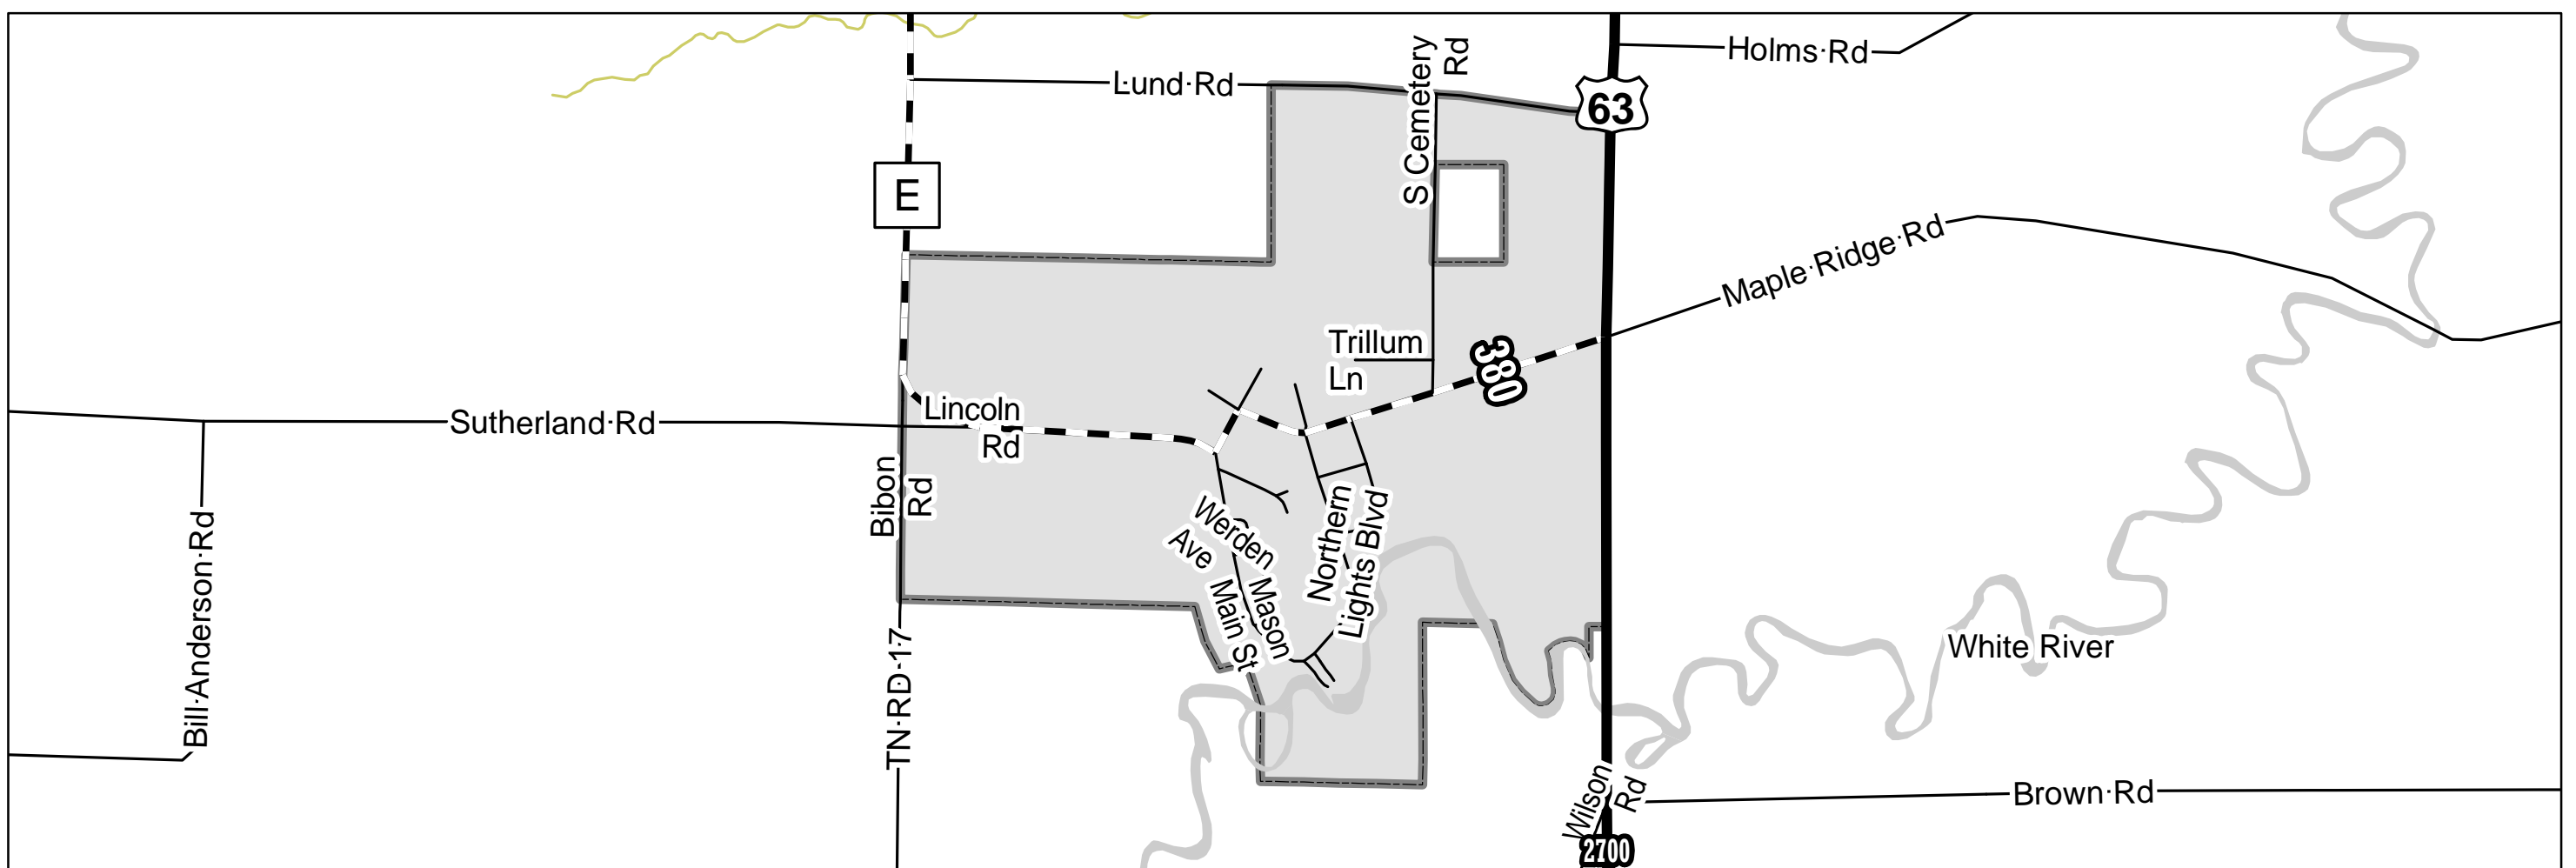 Holms Rd
Lund Rd
S Cemetery
Rd
63
E
Maple Ridge Rd
Trillum
Ln
380
Lincoln
Rd
Sutherland Rd
Bibon
Rd
Werden
Ave
Northern
Lights Blvd
Mason
Main St
Bill Anderson Rd
TN RD 17
White River
Wilson
Rd
Brown Rd
2700